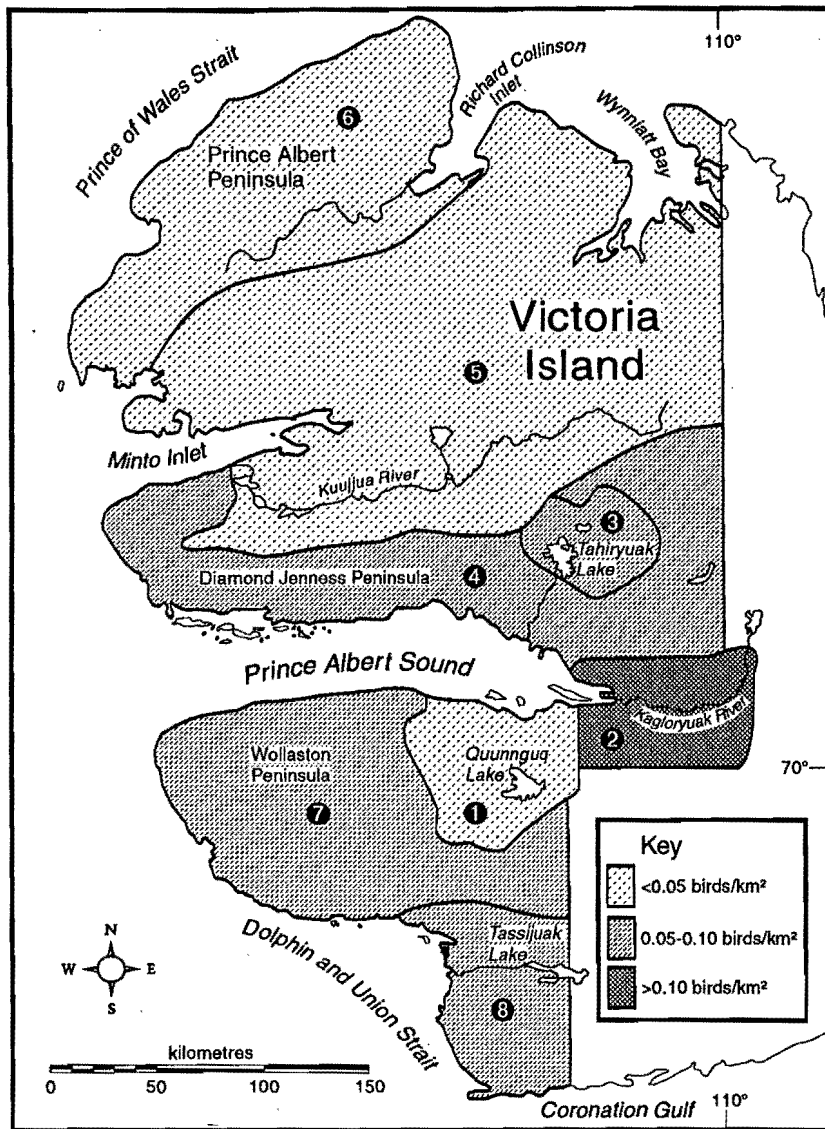 110°
Prince of Wales Strait
Richard Collinson
Inlet
Wynniatt Bay
6
Prince Albert
Peninsula
Victoria
Island
5
Minto Inlet
Kuujjua River
3
Tahiryuak
Lake
Diamond Jenness Peninsula
4
Prince Albert Sound
Kagloryuak River
2
Wollaston
Peninsula
Quunnguq
Lake
70°
7
1
Key
<0.05 birds/km²
0.05-0.10 birds/km²
>0.10 birds/km²
N
W E
S
Dolphin and Union Strait
Tassijuak
Lake
8
kilometres
0 50 100 150
Coronation Gulf
110°